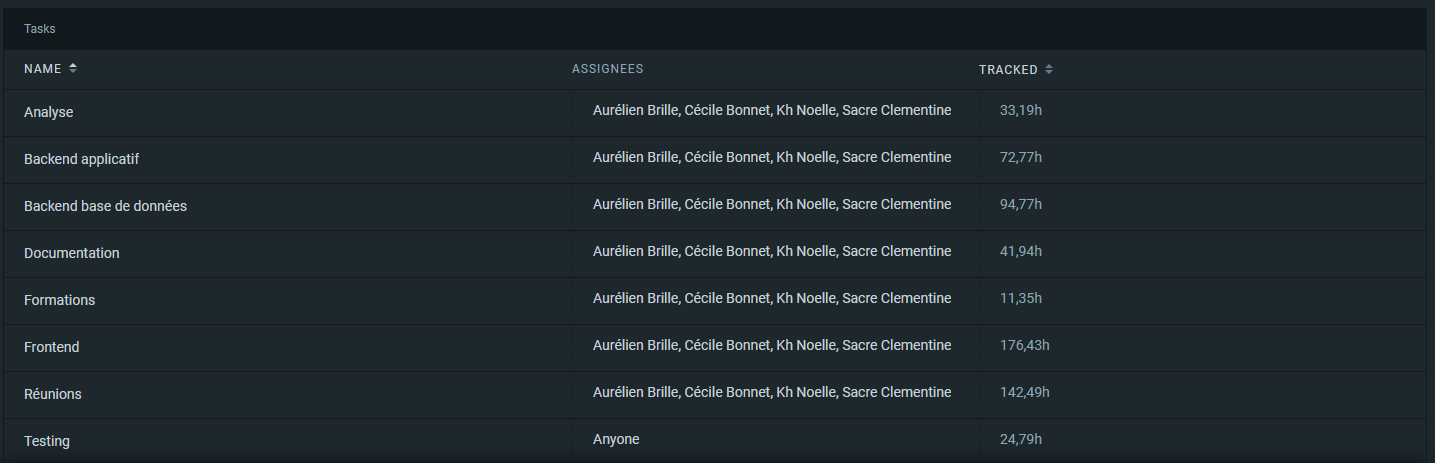 Tasks
NAME ASSIGNEES TRACKED
Analyse Aurélien Brille, Cécile Bonnet, Kh Noelle, Sacre Clementine 33,19h
Backend applicatif Aurélien Brille, Cécile Bonnet, Kh Noelle, Sacre Clementine 72,77h
Backend base de données Aurélien Brille, Cécile Bonnet, Kh Noelle, Sacre Clementine 94,77h
Documentation Aurélien Brille, Cécile Bonnet, Kh Noelle, Sacre Clementine 41,94h
Formations Aurélien Brille, Cécile Bonnet, Kh Noelle, Sacre Clementine 11,35h
Frontend Aurélien Brille, Cécile Bonnet, Kh Noelle, Sacre Clementine 176,43h
Réunions Aurélien Brille, Cécile Bonnet, Kh Noelle, Sacre Clementine 142,49h
Testing Anyone 24,79h